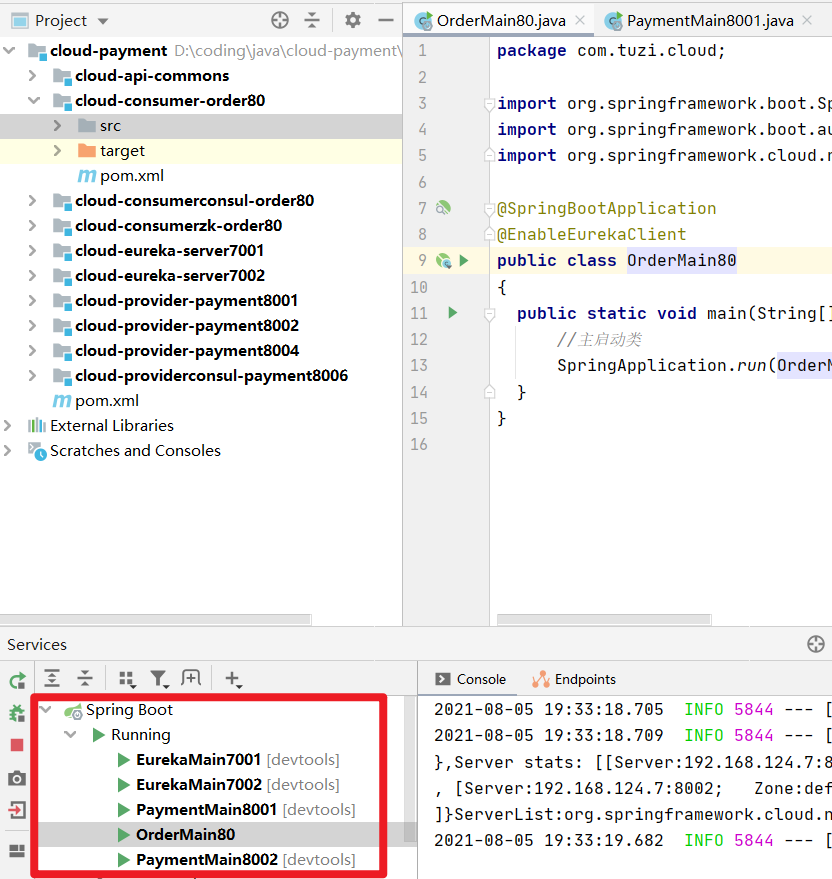 Project
cloud-payment D:\coding\java\cloud-payment\
cloud-api-commons
cloud-consumer-order80
src
target
pom.xml
cloud-consumerconsul-order80
cloud-consumerzk-order80
cloud-eureka-server7001
cloud-eureka-server7002
cloud-provider-payment8001
cloud-provider-payment8002
cloud-provider-payment8004
cloud-providerconsul-payment8006
pom.xml
External Libraries
Scratches and Consoles
OrderMain80.java
PaymentMain8001.java
1 package com.tuzi.cloud;
2
3 import org.springframework.boot.Sp
4 import org.springframework.boot.au
5 import org.springframework.cloud.n
6
7 @SpringBootApplication
8 @EnableEurekaClient
9 public class OrderMain80
10 {
11 public static void main(String[]
12 //主启动类
13 SpringApplication.run(OrderM
14 }
15 }
16
Services
Spring Boot
Running
EurekaMain7001 [devtools]
EurekaMain7002 [devtools]
PaymentMain8001 [devtools]
OrderMain80
PaymentMain8002 [devtools]
Console
Endpoints
2021-08-05 19:33:18.705 INFO 5844 --- [
2021-08-05 19:33:18.709 INFO 5844 --- [
},Server stats: [[Server:192.168.124.7:8
, [Server:192.168.124.7:8002; Zone:def
]}ServerList:org.springframework.cloud.n
2021-08-05 19:33:19.682 INFO 5844 --- [